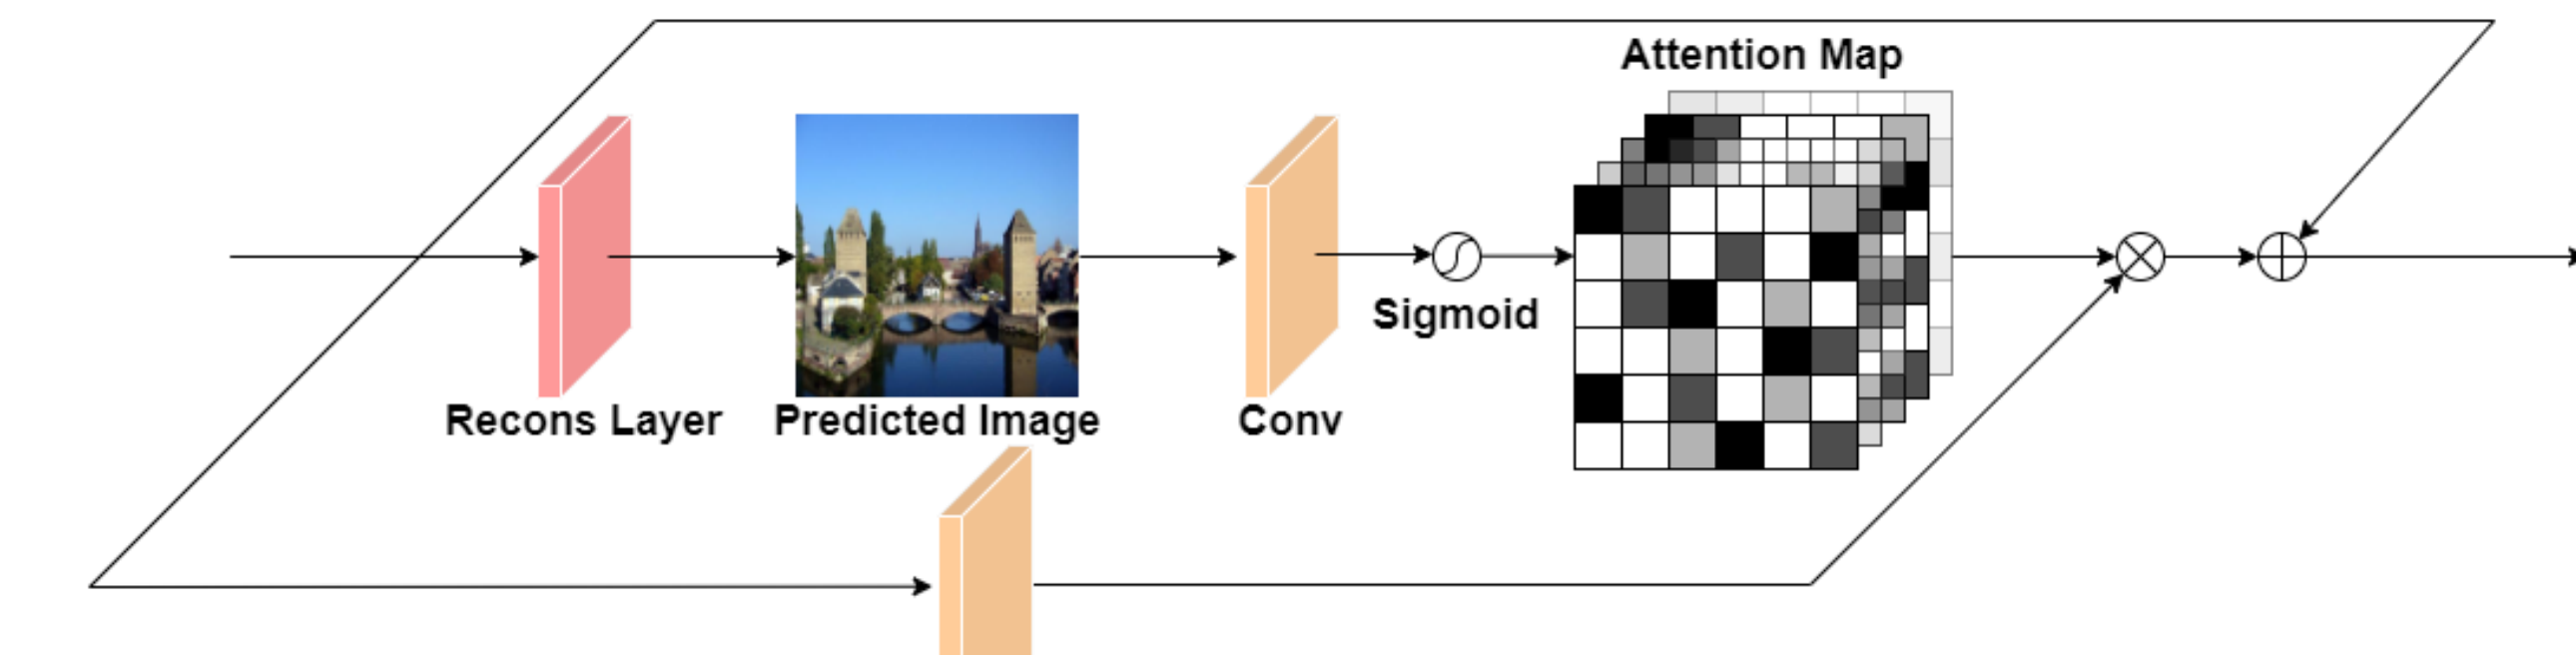 Attention Map
Sigmoid
Recons Layer
Predicted Image
Conv